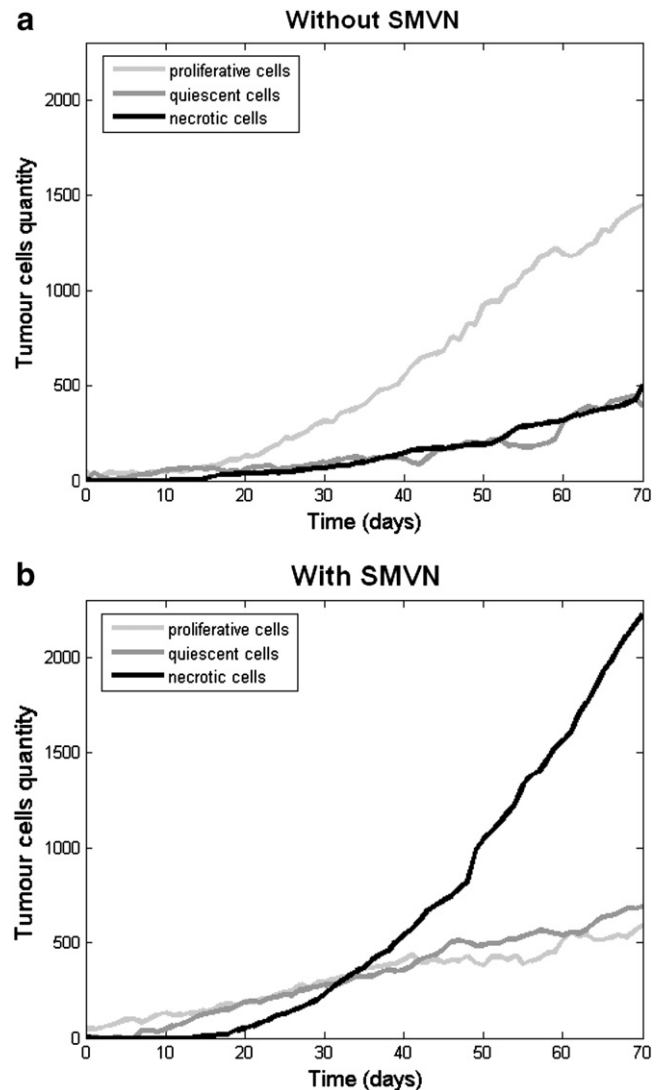 a
Without SMVN
proliferative cells
quiescent cells
necrotic cells
Tumour cells quantity
2000
1500
1000
500
0
0 10 20 30 40 50 60 70
Time (days)
b
With SMVN
proliferative cells
quiescent cells
necrotic cells
Tumour cells quantity
2000
1500
1000
500
0
0 10 20 30 40 50 60 70
Time (days)